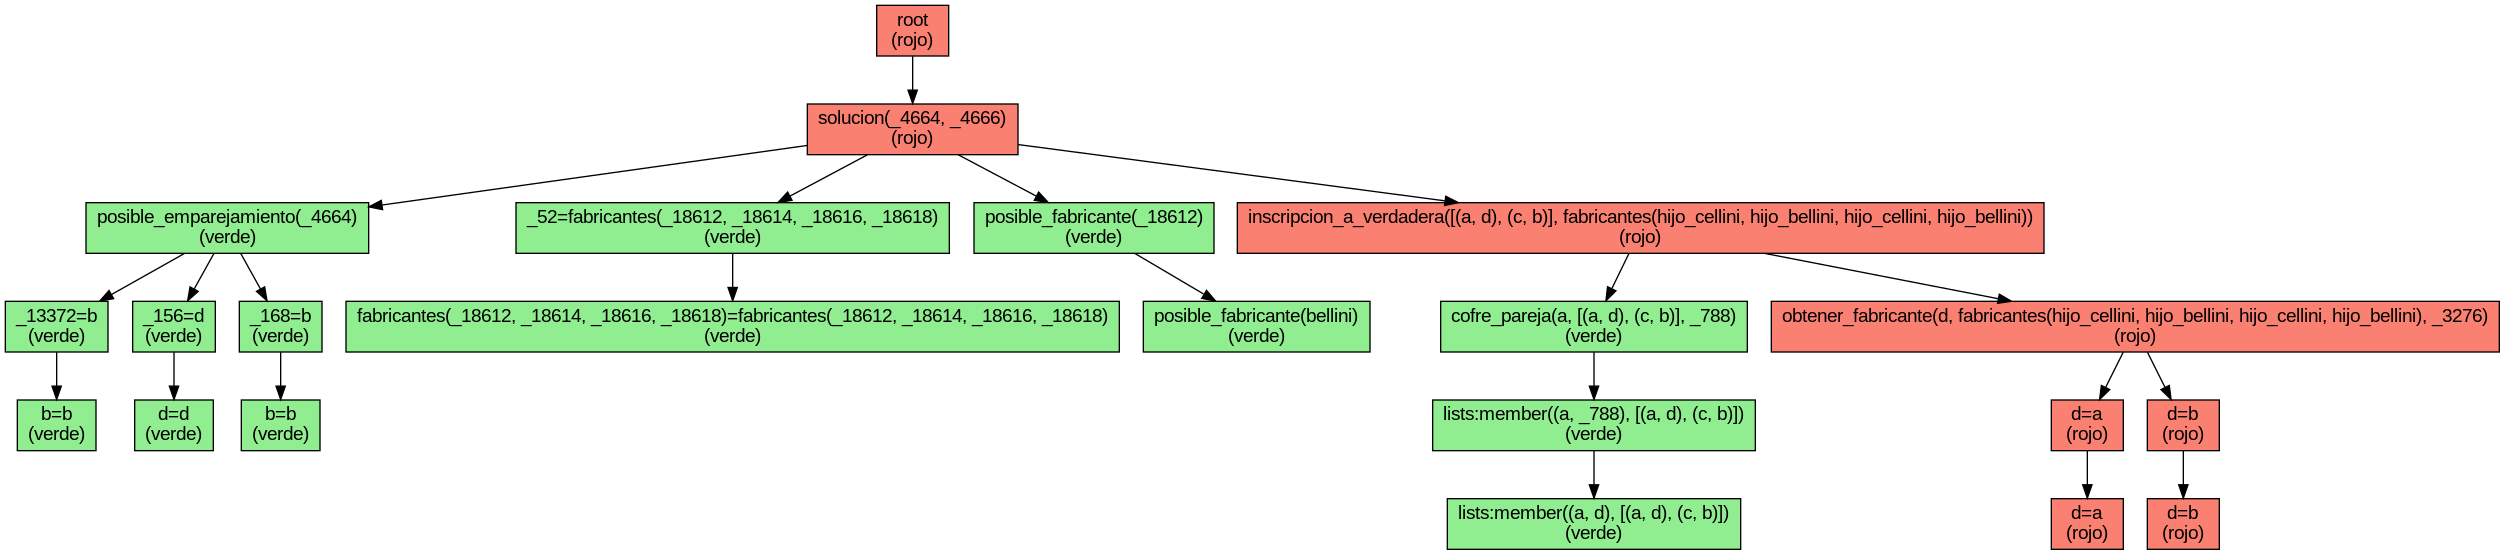 root
(rojo)
solucion(_4664, _4666)
(rojo)
posible_emparejamiento(_4664)
(verde)
_52=fabricantes(_18612, _18614, _18616, _18618)
(verde)
posible_fabricante(_18612)
(verde)
inscripcion_a_verdadera([(a, d), (c, b)], fabricantes(hijo_cellini, hijo_bellini, hijo_cellini, hijo_bellini))
(rojo)
_13372=b
(verde)
_156=d
(verde)
_168=b
(verde)
fabricantes(_18612, _18614, _18616, _18618)=fabricantes(_18612, _18614, _18616, _18618)
(verde)
posible_fabricante(bellini)
(verde)
cofre_pareja(a, [(a, d), (c, b)], _788)
(verde)
obtener_fabricante(d, fabricantes(hijo_cellini, hijo_bellini, hijo_cellini, hijo_bellini), _3276)
(rojo)
b=b
(verde)
d=d
(verde)
b=b
(verde)
lists:member((a, _788), [(a, d), (c, b)])
(verde)
d=a
(rojo)
d=b
(rojo)
lists:member((a, d), [(a, d), (c, b)])
(verde)
d=a
(rojo)
d=b
(rojo)